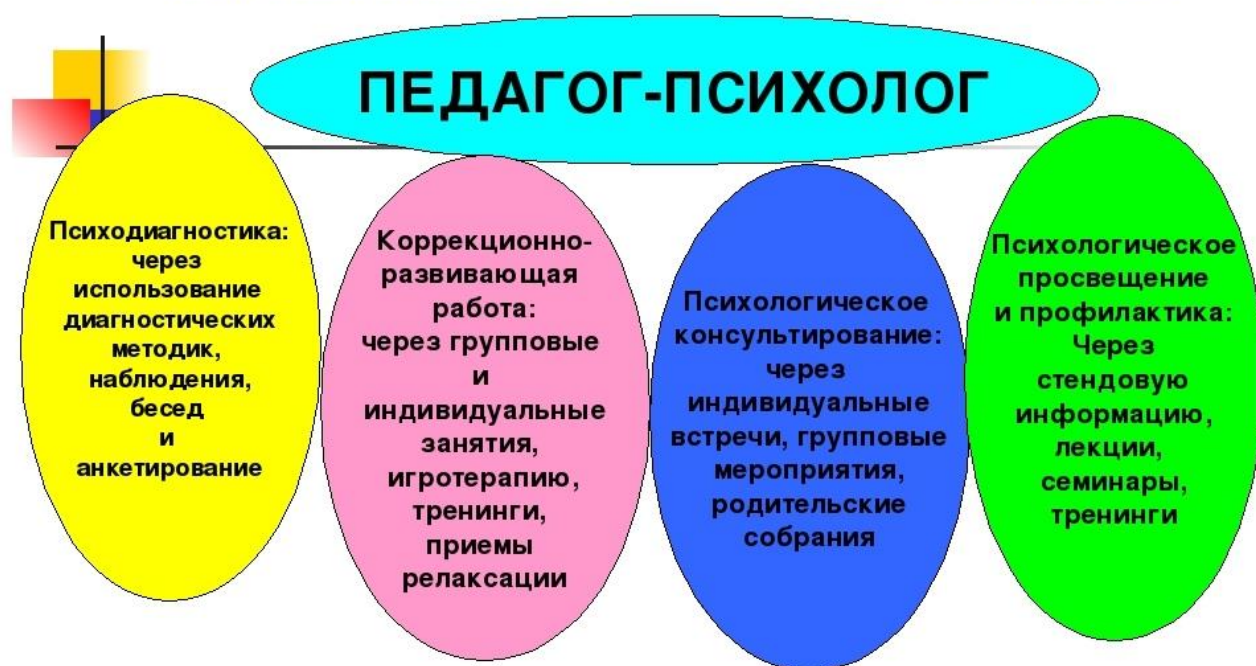 ПЕДАГОГ-ПСИХОЛОГ
Психодиагностика:
через
использование
диагностических
методик,
наблюдения,
бесед
и
анкетирование
Коррекционно-
развивающая
работа:
через групповые
и
индивидуальные
занятия,
игротерапию,
тренинги,
приемы
релаксации
Психологическое
консультирование:
через
индивидуальные
встречи, групповые
мероприятия,
родительские
собрания
Психологическое
просвещение
и профилактика:
Через
стендовую
информацию,
лекции,
семинары,
тренинги